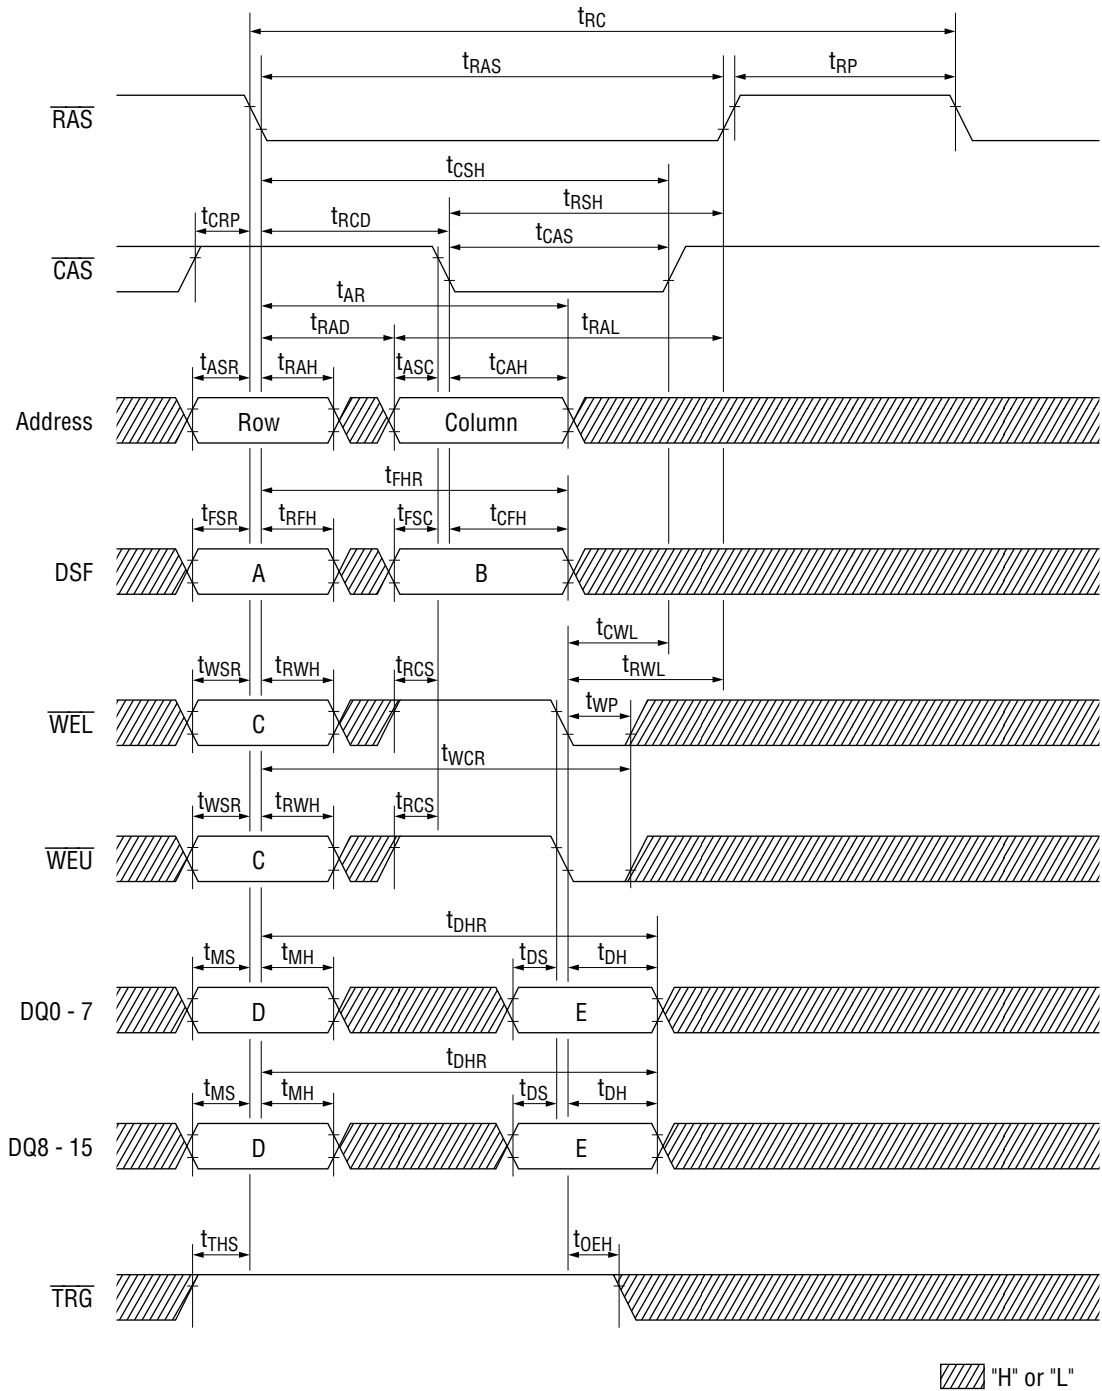 tRC
tRAS tRP
RAS
tCSH
tRSH
tCRP tRCD
tCAS
CAS
tAR
tRAD tRAL
tASR tRAH tASC tCAH
Address Row Column
tFHR
tFSR tRFH tFSC tCFH
DSF A B
tCWL
tRWL
tWSR tRWH tRCS
tWP
WEL C
tWCR
tWSR tRWH tRCS
WEU C
tDHR
tMS tMH tDS tDH
DQ0 - 7 D E
tDHR
tMS tMH tDS tDH
DQ8 - 15 D E
tTHS tOEH
TRG
"H" or "L"